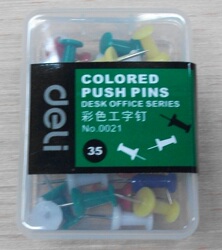 deli
COLORED
PUSH PINS
DESK OFFICE SERIES
彩色工字钉
No.0021
35